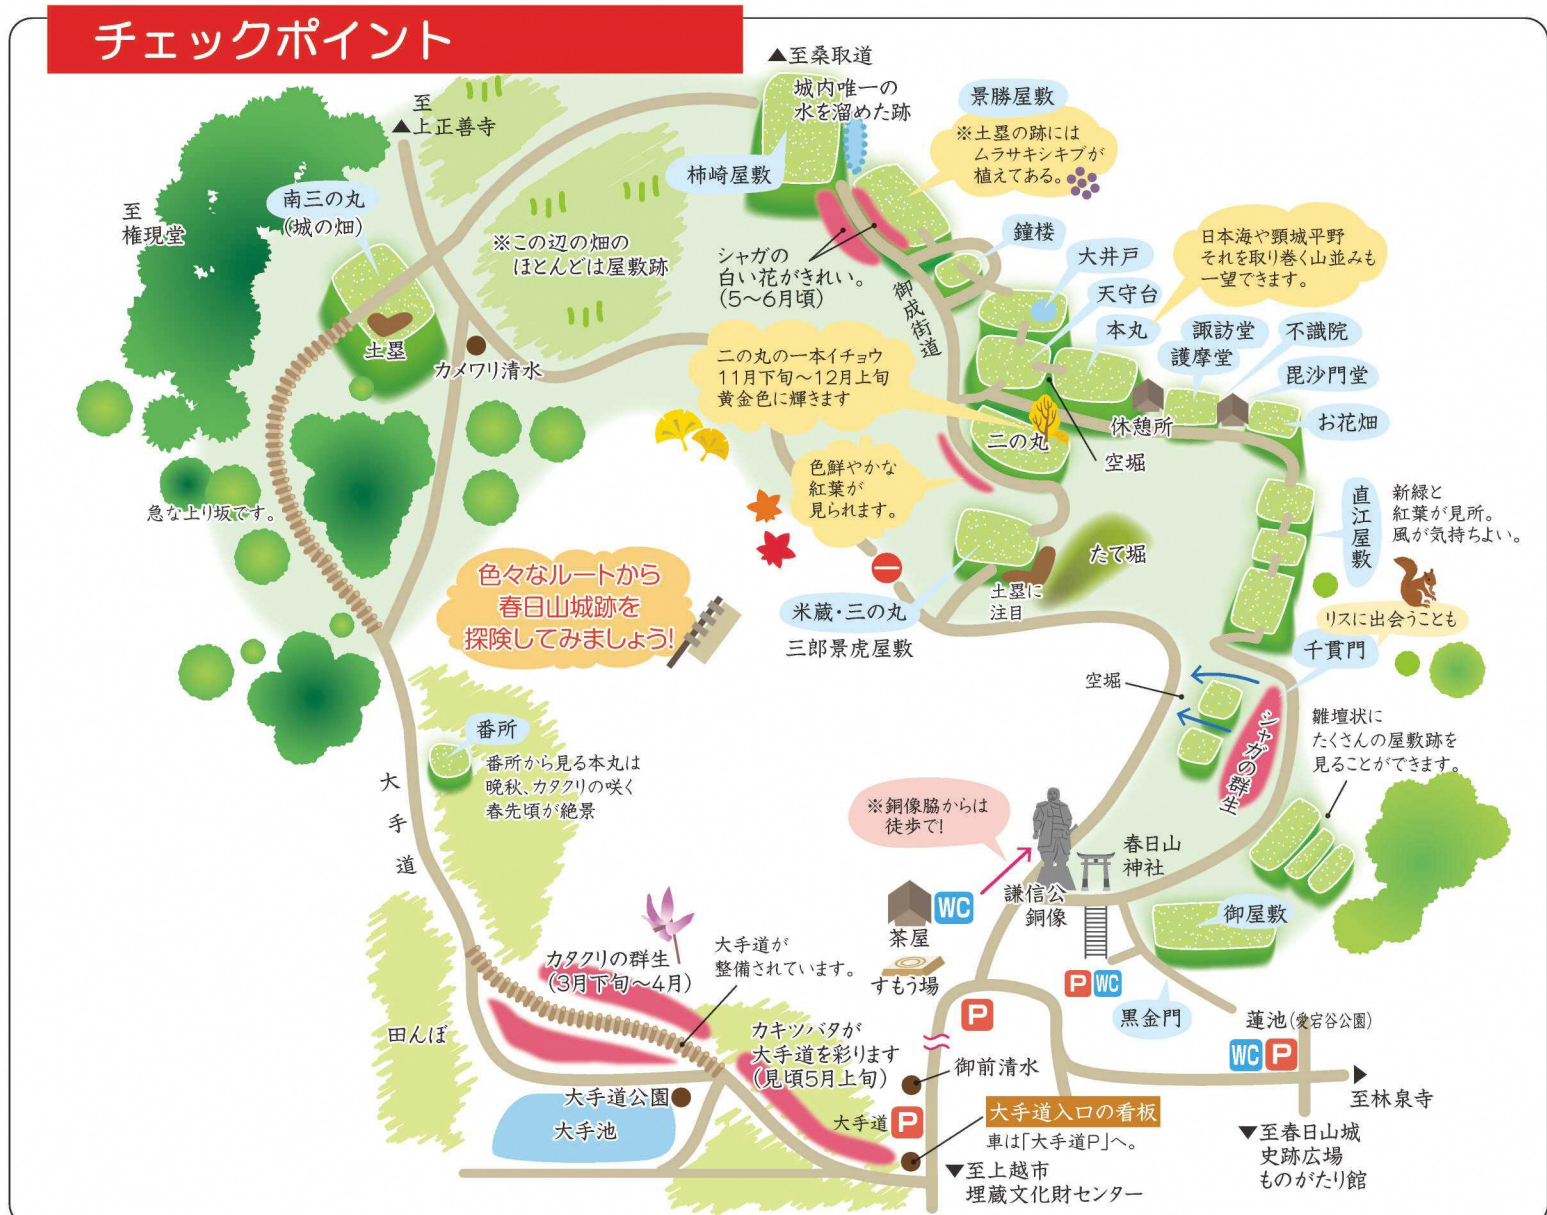 チェックポイント
▲至桑取道
城内唯一の
水を溜めた跡
景勝屋敷
※土塁の跡には
ムラサキシキブが
植えてある。
至
▲上正善寺
柿崎屋敷
南三の丸
(城の畑)
至
権現堂
※この辺の畑の
ほとんどは屋敷跡
シャガの
白い花がきれい。
(5〜6月頃)
御成街道
鐘楼
大井戸
天守台
本丸
日本海や頸城平野
それを取り巻く山並みも
一望できます。
諏訪堂
護摩堂
不識院
毘沙門堂
お花畑
土塁
カメワリ清水
二の丸の一本イチョウ
11月下旬〜12月上旬
黄金色に輝きます
二の丸
休憩所
空堀
色鮮やかな
紅葉が
見られます。
急な上り坂です。
直江屋敷
新緑と
紅葉が見所。
風が気持ちよい。
たて堀
土塁に
注目
色々なルートから
春日山城跡を
探険してみましょう!
米蔵・三の丸
三郎景虎屋敷
リスに出会うことも
千貫門
空堀
シャガの群生
雛壇状に
たくさんの屋敷跡を
見ることができます。
番所
番所から見る本丸は
晩秋、カタクリの咲く
春先頃が絶景
大手道
※銅像脇からは
徒歩で!
春日山
神社
謙信公
銅像
WC
茶屋
すもう場
御屋敷
P
WC
黒金門
カタクリの群生
(3月下旬〜4月)
大手道が
整備されています。
田んぼ
カキツバタが
大手道を彩ります
(見頃5月上旬)
P
蓮池(愛宕谷公園)
WC
P
御前清水
▶
至林泉寺
大手道公園
大手池
大手道
P
大手道入口の看板
車は「大手道P」へ。
▼至上越市
埋蔵文化財センター
▼至春日山城
史跡広場
ものがたり館